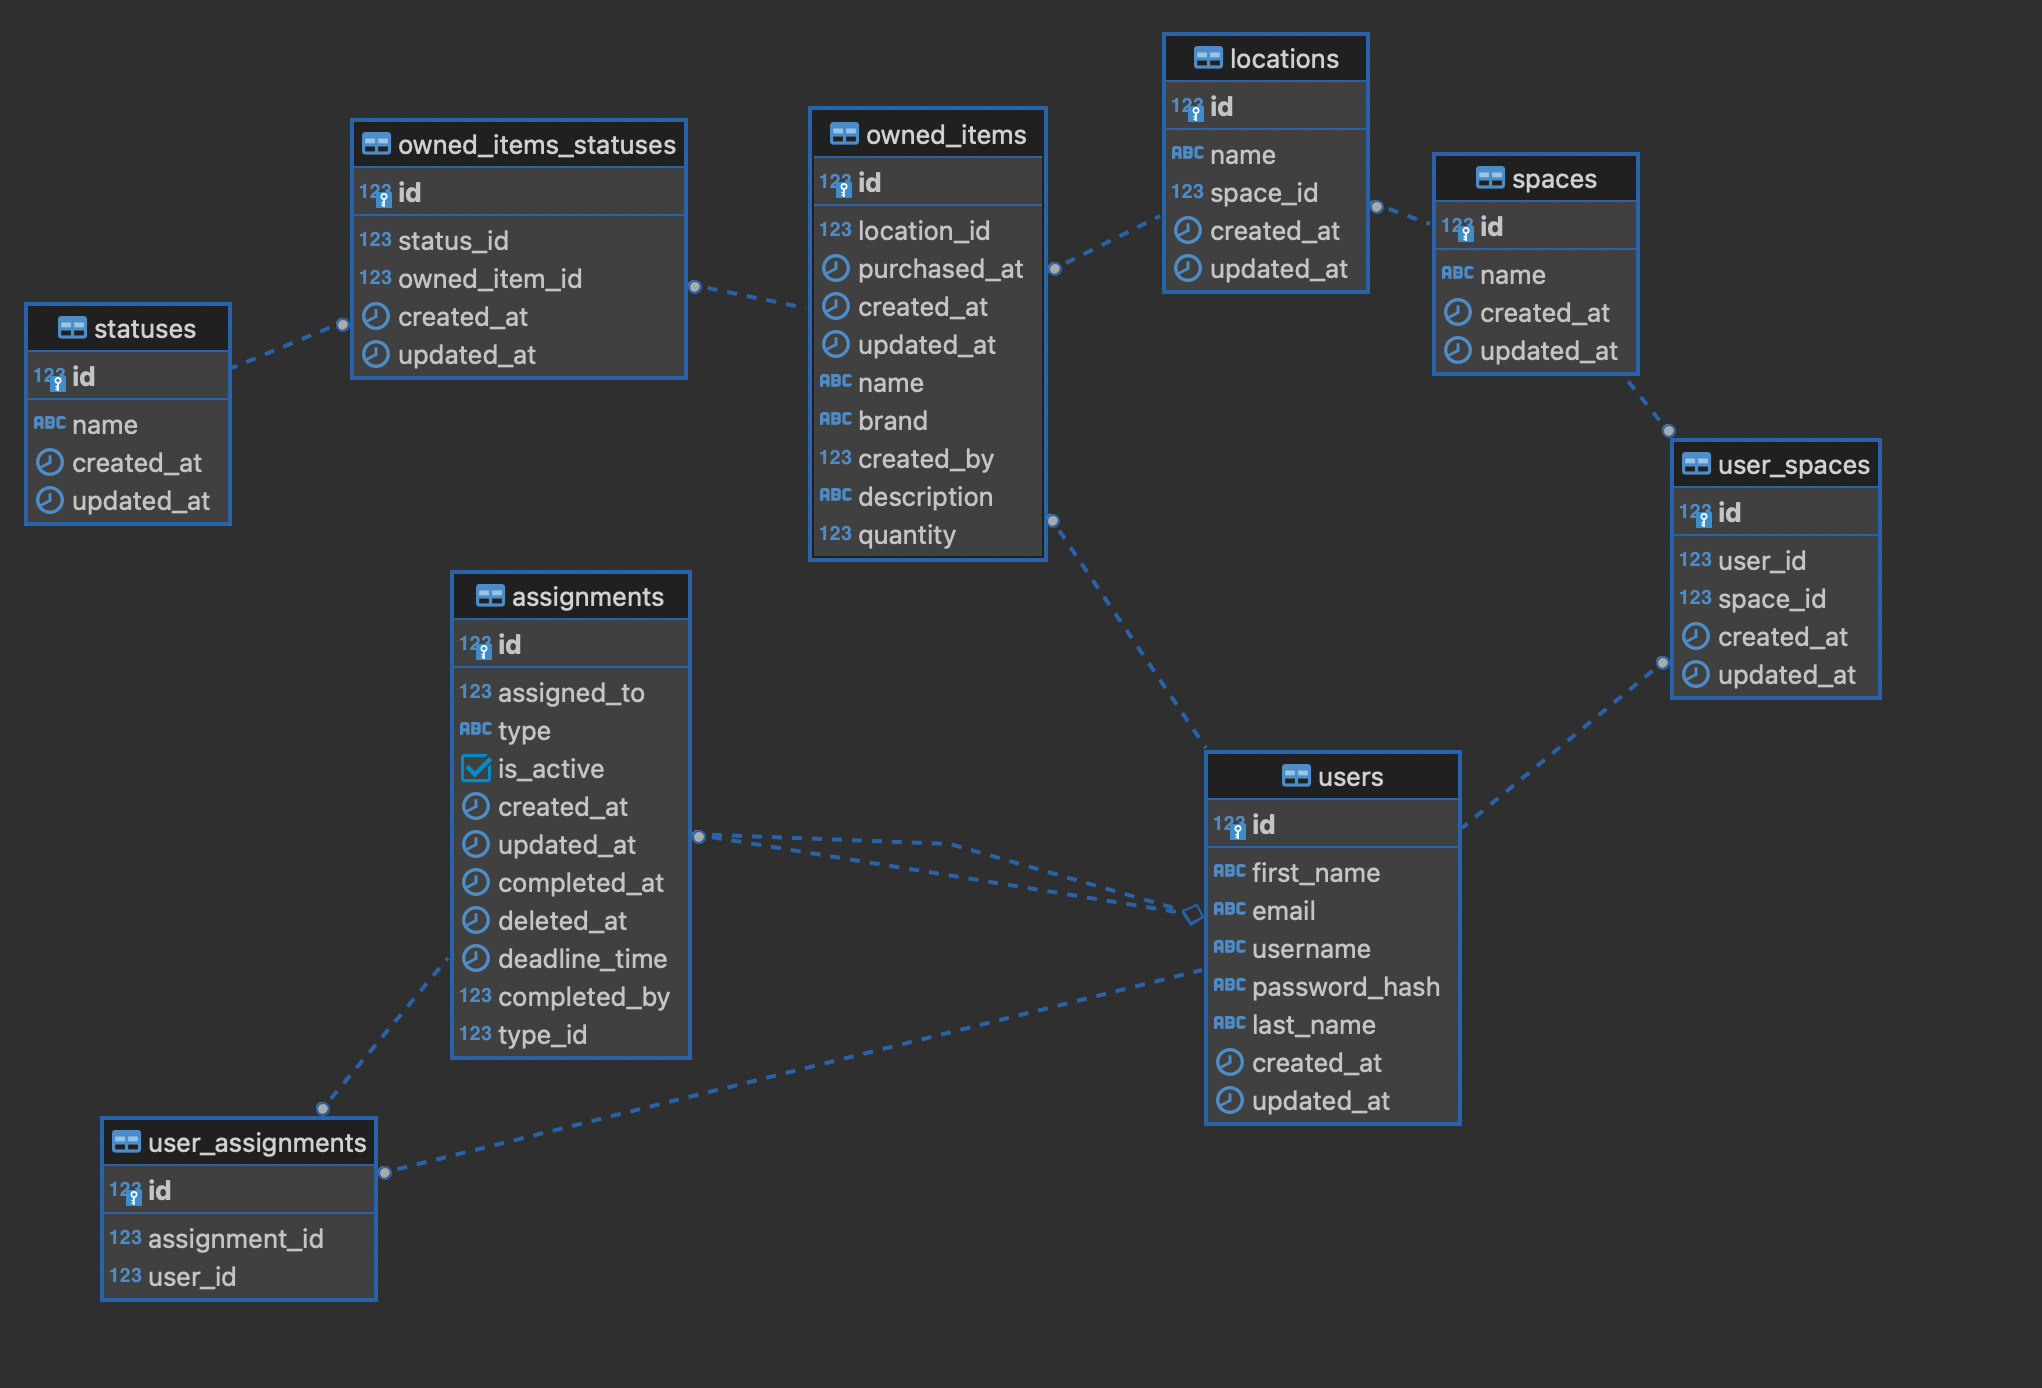 locations
123 id
ABC name
123 space_id
created_at
updated_at
owned_items
123 id
123 location_id
purchased_at
created_at
updated_at
ABC name
ABC brand
123 created_by
ABC description
123 quantity
owned_items_statuses
123 id
123 status_id
123 owned_item_id
created_at
updated_at
spaces
123 id
ABC name
created_at
updated_at
statuses
123 id
ABC name
created_at
updated_at
user_spaces
123 id
123 user_id
123 space_id
created_at
updated_at
assignments
123 id
123 assigned_to
ABC type
is_active
created_at
updated_at
completed_at
deleted_at
deadline_time
123 completed_by
123 type_id
users
123 id
ABC first_name
ABC email
ABC username
ABC password_hash
ABC last_name
created_at
updated_at
user_assignments
123 id
123 assignment_id
123 user_id